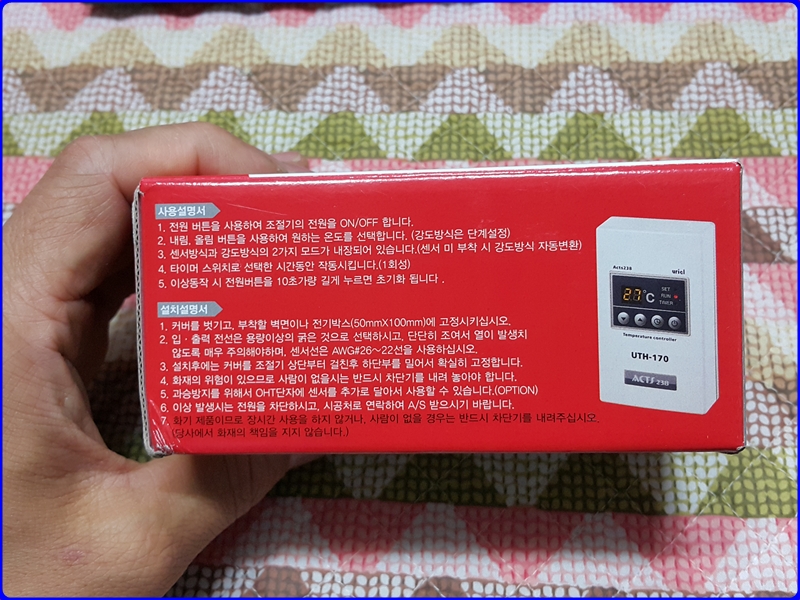 사용설명서
1. 전원 버튼을 사용하여 조절기의 전원을 ON/OFF 합니다.
2. 내림, 올림 버튼을 사용하여 원하는 온도를 선택합니다. (강도방식은 단계설정)
3. 센서방식과 강도방식의 2가지 모드가 내장되어 있습니다.(센서 미 부착 시 강도방식 자동변환)
4. 타이머 스위치로 선택한 시간동안 작동시킵니다.(1회성)
5. 이상동작 시 전원버튼을 10초가량 길게 누르면 초기화 됩니다 .
설치설명서
1. 커버를 벗기고, 부착할 벽면이나 전기박스(50mmX100mm)에 고정시키십시오.
2. 입 · 출력 전선은 용량이상의 굵은 것으로 선택하시고, 단단히 조여서 열이 발생치
않도록 매우 주의해야하며, 센서선은 AWG#26~22선을 사용하십시오.
3. 설치후에는 커버를 조절기 상단부터 걸친후 하단부를 밀어서 확실히 고정합니다.
4. 화재의 위험이 있으므로 사람이 없을시는 반드시 차단기를 내려 놓아야 합니다.
5. 과승방지를 위해서 OHT단자에 센서를 추가로 달아서 사용할 수 있습니다.(OPTION)
6. 이상 발생시는 전원을 차단하시고, 시공처로 연락하여 A/S 받으시기 바랍니다.
7. 화기 제품이므로 장시간 사용을 하지 않거나, 사람이 없을 경우는 반드시 차단기를 내려주십시오.
(당사에서 화재의 책임을 지지 않습니다.)
Acts238
uriel
27°C
SET
RUN
TIMER
Temperature controller
UTH-170
ACTS 238